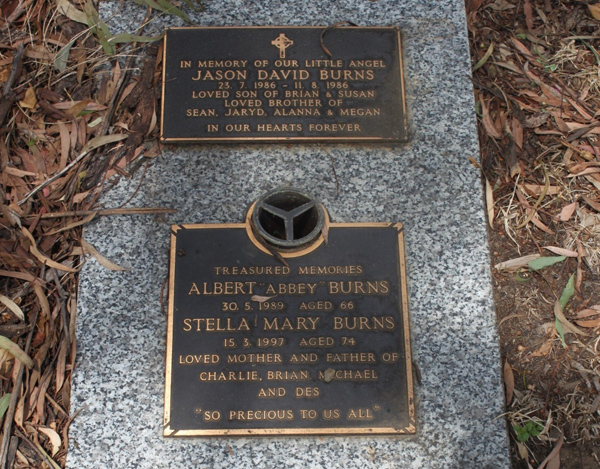 IN MEMORY OF OUR LITTLE ANGEL
JASON DAVID BURNS
23. 7. 1986 - 11. 8. 1986
LOVED SON OF BRIAN & SUSAN
LOVED BROTHER OF
SEAN, JARYD, ALANNA & MEGAN
IN OUR HEARTS FOREVER
TREASURED MEMORIES
ALBERT "ABBEY" BURNS
30. 5. 1989 AGED 66
STELLA MARY BURNS
15. 3. 1997 AGED 74
LOVED MOTHER AND FATHER OF
CHARLIE, BRIAN, MICHAEL
AND DES
"SO PRECIOUS TO US ALL"